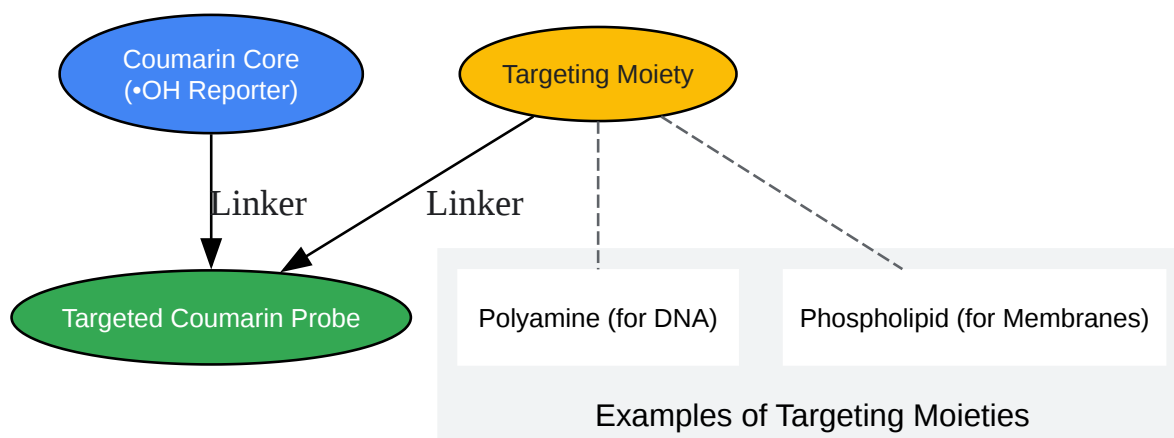 Coumarin Core
(•OH Reporter)
Targeting Moiety
Linker
Linker
Targeted Coumarin Probe
Polyamine (for DNA)
Phospholipid (for Membranes)
Examples of Targeting Moieties